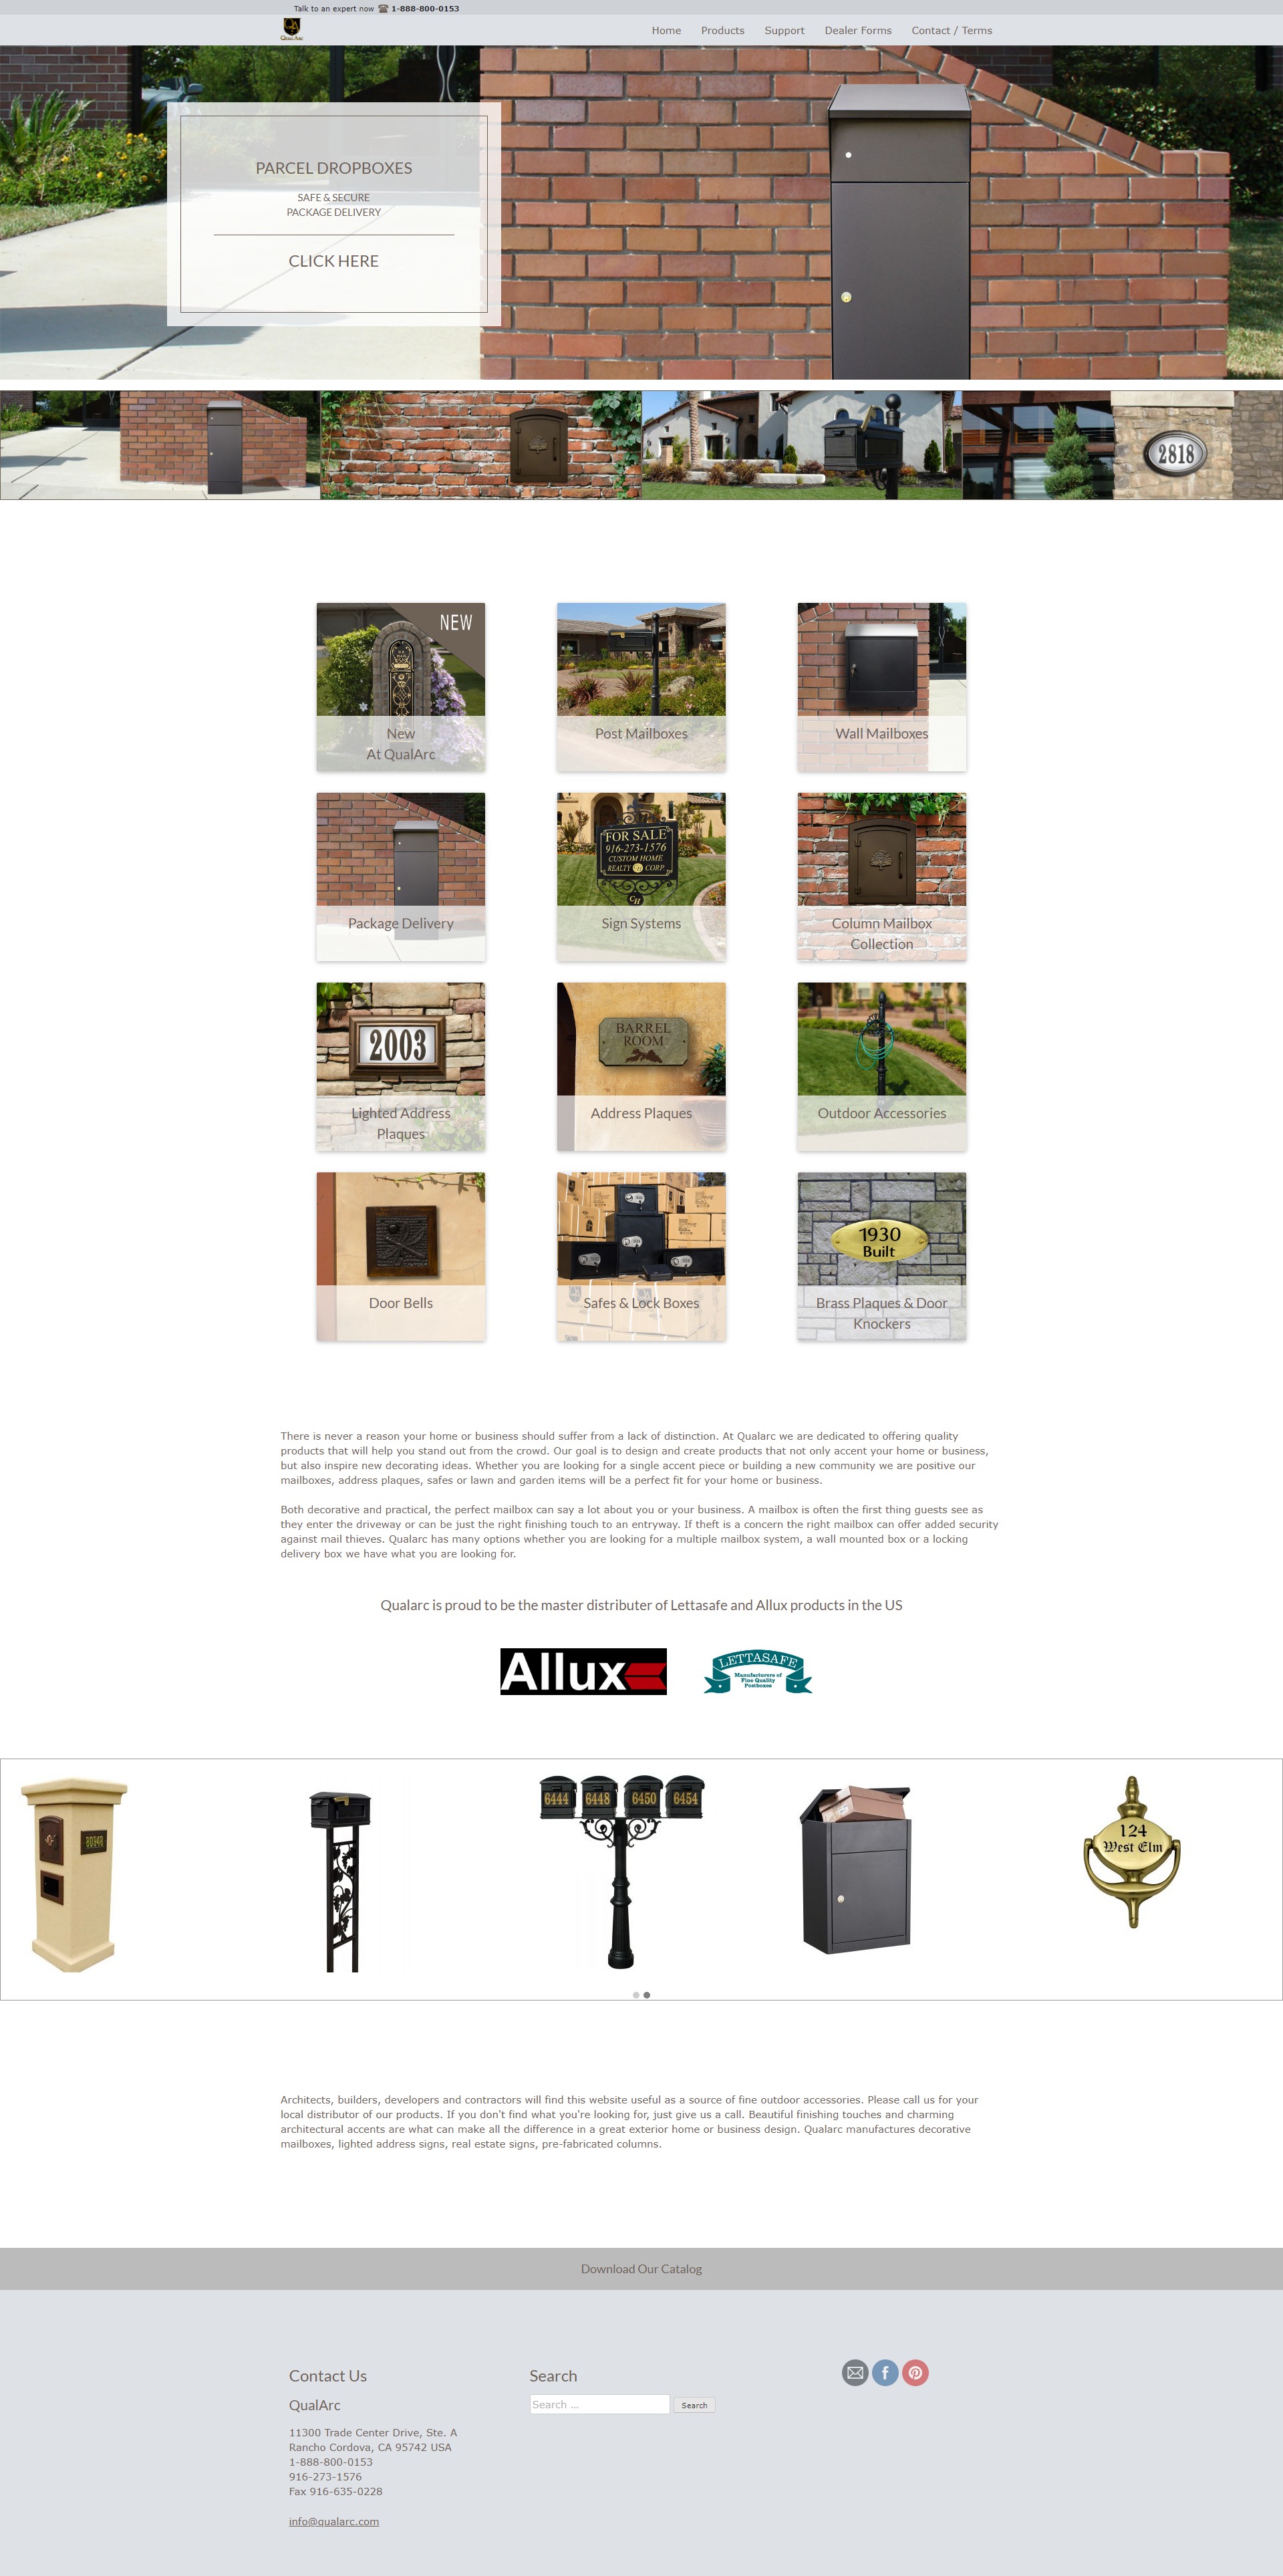 Talk to an expert now 1-888-800-0153
QualArc
Home Products Support Dealer Forms Contact / Terms
PARCEL DROPBOXES
SAFE & SECURE
PACKAGE DELIVERY
CLICK HERE
2818
NEW
New
At QualArc
Post Mailboxes
Wall Mailboxes
Package Delivery
FOR SALE
916-273-1576
CUSTOM HOME
REALTY CH CORP
CH
Sign Systems
Column Mailbox
Collection
2003
Lighted Address
Plaques
BARREL
ROOM
Address Plaques
Outdoor Accessories
Door Bells
Safes & Lock Boxes
1930
Built
Brass Plaques & Door
Knockers
There is never a reason your home or business should suffer from a lack of distinction. At Qualarc we are dedicated to offering quality
products that will help you stand out from the crowd. Our goal is to design and create products that not only accent your home or business,
but also inspire new decorating ideas. Whether you are looking for a single accent piece or building a new community we are positive our
mailboxes, address plaques, safes or lawn and garden items will be a perfect fit for your home or business.
Both decorative and practical, the perfect mailbox can say a lot about you or your business. A mailbox is often the first thing guests see as
they enter the driveway or can be just the right finishing touch to an entryway. If theft is a concern the right mailbox can offer added security
against mail thieves. Qualarc has many options whether you are looking for a multiple mailbox system, a wall mounted box or a locking
delivery box we have what you are looking for.
Qualarc is proud to be the master distributer of Lettasafe and Allux products in the US
Allux
LETTASAFE
Manufacturers of
Fine Quality
Postboxes
6444 6448 6450 6454
124
West Elm
Architects, builders, developers and contractors will find this website useful as a source of fine outdoor accessories. Please call us for your
local distributor of our products. If you don't find what you're looking for, just give us a call. Beautiful finishing touches and charming
architectural accents are what can make all the difference in a great exterior home or business design. Qualarc manufactures decorative
mailboxes, lighted address signs, real estate signs, pre-fabricated columns.
Download Our Catalog
Contact Us
QualArc
11300 Trade Center Drive, Ste. A
Rancho Cordova, CA 95742 USA
1-888-800-0153
916-273-1576
Fax 916-635-0228
info@qualarc.com
Search
Search ... Search